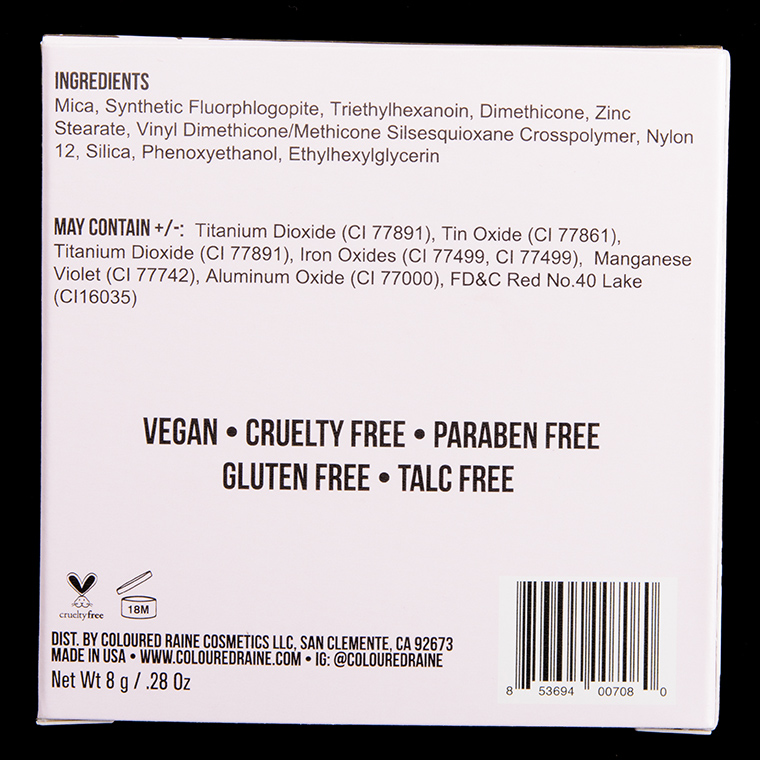 INGREDIENTS
Mica, Synthetic Fluorphlogopite, Triethylhexanoin, Dimethicone, Zinc
Stearate, Vinyl Dimethicone/Methicone Silsesquioxane Crosspolymer, Nylon
12, Silica, Phenoxyethanol, Ethylhexylglycerin
MAY CONTAIN +/-: Titanium Dioxide (CI 77891), Tin Oxide (CI 77861),
Titanium Dioxide (CI 77891), Iron Oxides (CI 77499, CI 77499), Manganese
Violet (CI 77742), Aluminum Oxide (CI 77000), FD&C Red No.40 Lake
(CI16035)
VEGAN • CRUELTY FREE • PARABEN FREE
GLUTEN FREE • TALC FREE
crueltyfree
18M
DIST. BY COLOURED RAINE COSMETICS LLC, SAN CLEMENTE, CA 92673
MADE IN USA • WWW.COLOUREDRAINE.COM • IG: @COLOUREDRAINE
Net Wt 8 g / .28 Oz
8 53694 00708 0